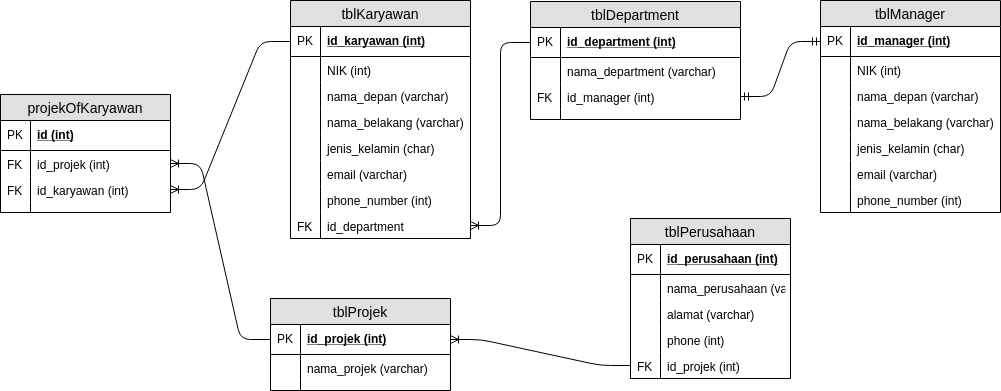 tblKaryawan
PK id_karyawan (int)
NIK (int)
nama_depan (varchar)
nama_belakang (varchar)
jenis_kelamin (char)
email (varchar)
phone_number (int)
FK id_department
tblDepartment
PK id_department (int)
nama_department (varchar)
FK id_manager (int)
tblManager
PK id_manager (int)
NIK (int)
nama_depan (varchar)
nama_belakang (varchar)
jenis_kelamin (char)
email (varchar)
phone_number (int)
projekOfKaryawan
PK id (int)
FK id_projek (int)
FK id_karyawan (int)
tblPerusahaan
PK id_perusahaan (int)
nama_perusahaan (va
alamat (varchar)
phone (int)
FK id_projek (int)
tblProjek
PK id_projek (int)
nama_projek (varchar)